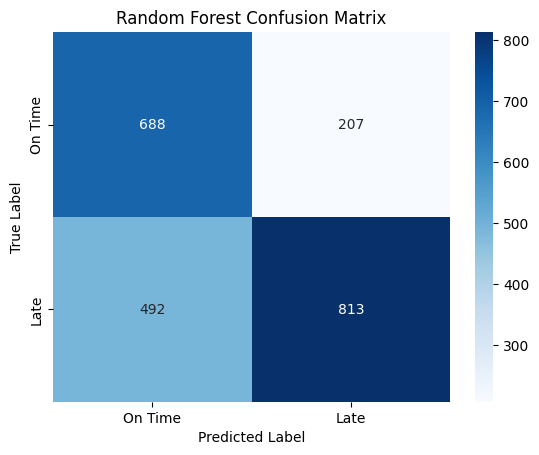 Random Forest Confusion Matrix
True Label
On Time
688
207
Late
492
813
On Time
Late
Predicted Label
800
700
600
500
400
300